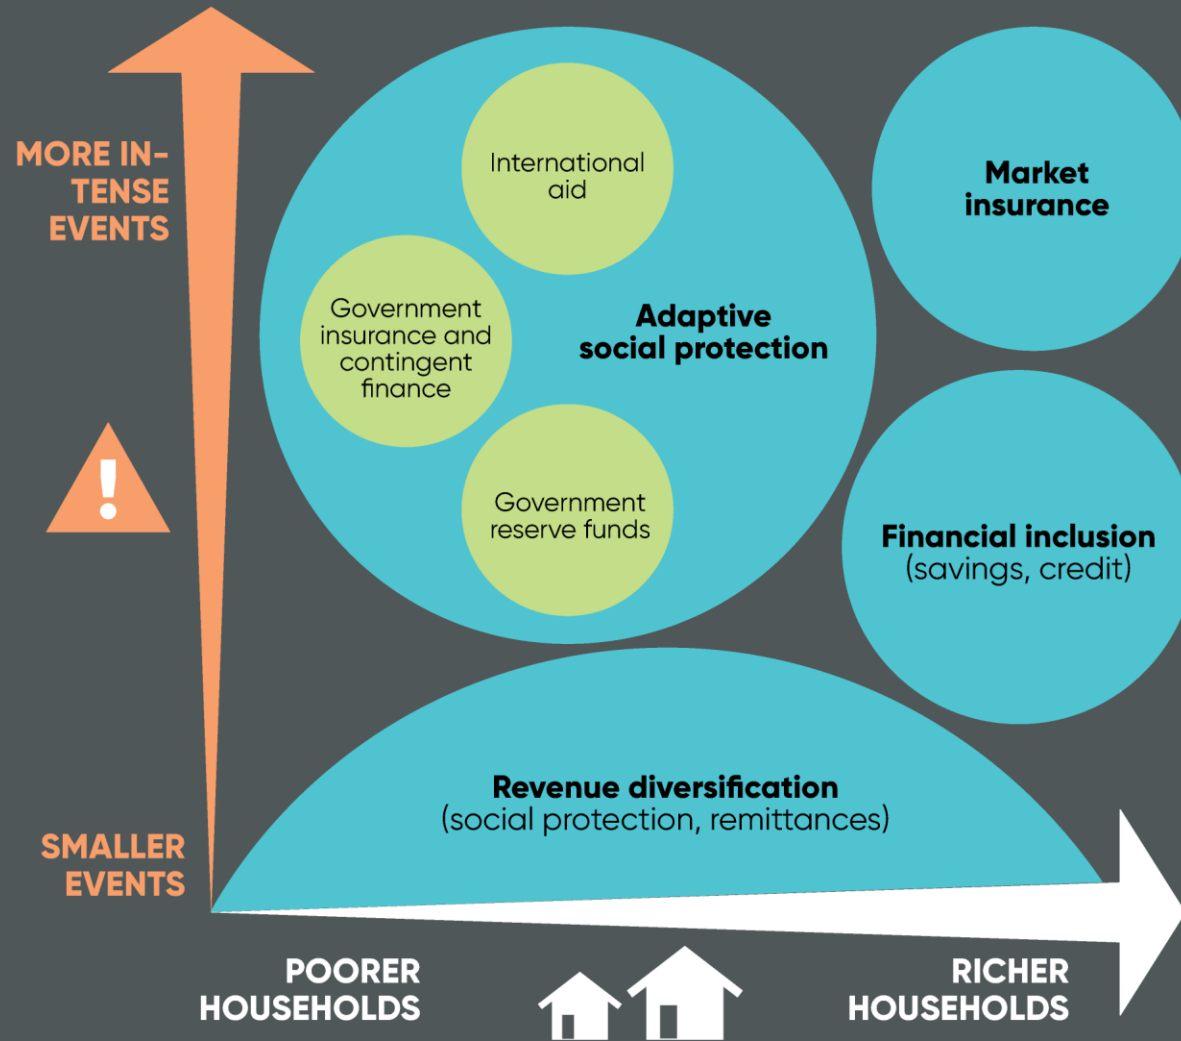 MORE IN-
TENSE
EVENTS
International
aid
Market
insurance
Government
insurance and
contingent
finance
Adaptive
social protection
!
Government
reserve funds
Financial inclusion
(savings, credit)
Revenue diversification
(social protection, remittances)
SMALLER
EVENTS
POORER
HOUSEHOLDS
RICHER
HOUSEHOLDS